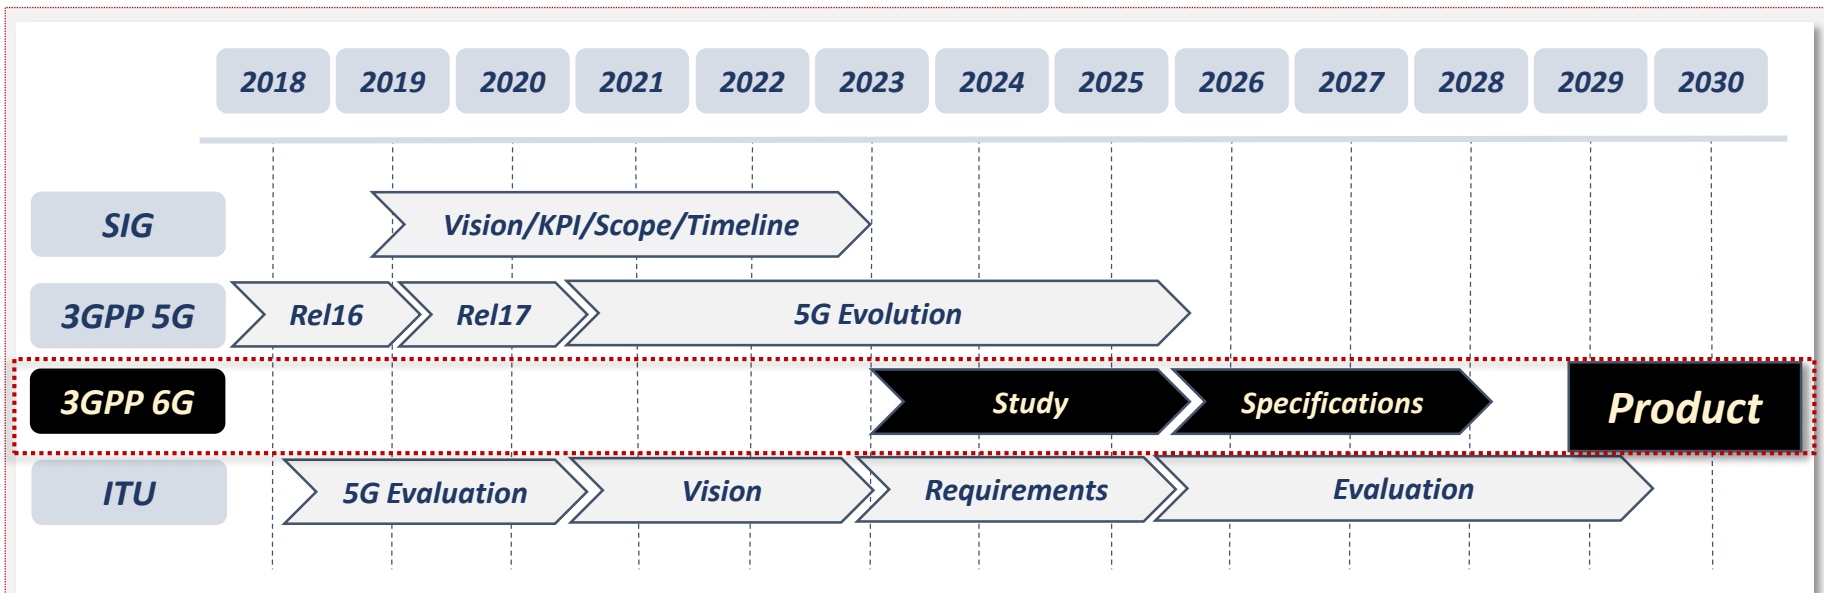 2018 2019 2020 2021 2022 2023 2024 2025 2026 2027 2028 2029 2030
SIG Vision/KPI/Scope/Timeline
3GPP 5G Rel16 Rel17 5G Evolution
3GPP 6G Study Specifications Product
ITU 5G Evaluation Vision Requirements Evaluation